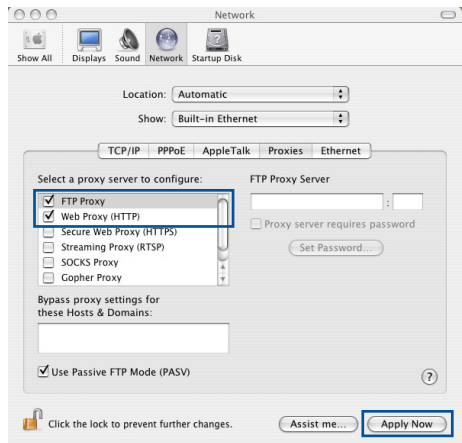 Network
Show All Displays Sound Network Startup Disk
Location: Automatic
Show: Built-in Ethernet
TCP/IP PPPoE AppleTalk Proxies Ethernet
Select a proxy server to configure:
FTP Proxy
Web Proxy (HTTP)
Secure Web Proxy (HTTPS)
Streaming Proxy (RTSP)
SOCKS Proxy
Gopher Proxy
FTP Proxy Server
:
Proxy server requires password
Set Password...
Bypass proxy settings for
these Hosts & Domains:
Use Passive FTP Mode (PASV)
?
Click the lock to prevent further changes.
Assist me...
Apply Now